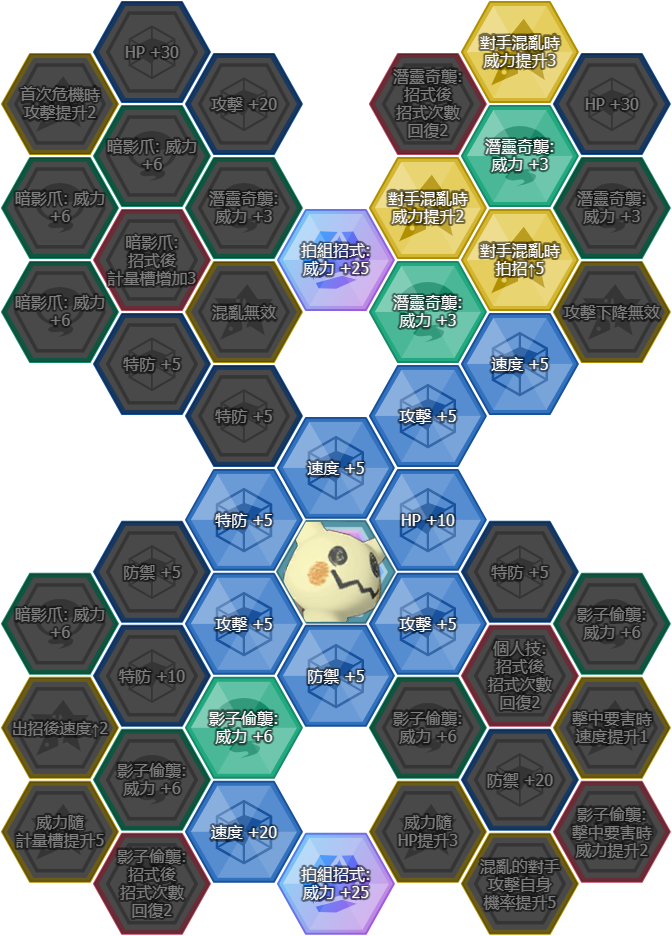 對手混亂時
威力提升3
HP +30
首次危機時
攻擊提升2
攻擊 +20
潛靈奇襲:
招式後
招式次數
回復2
HP +30
暗影爪: 威力
+6
潛靈奇襲:
威力 +3
暗影爪: 威力
+6
潛靈奇襲:
威力 +3
對手混亂時
威力提升2
潛靈奇襲:
威力 +3
暗影爪:
招式後
計量槽增加3
拍組招式:
威力 +25
對手混亂時
拍招↑5
暗影爪: 威力
+6
混亂無效
潛靈奇襲:
威力 +3
攻擊下降無效
特防 +5
速度 +5
特防 +5
攻擊 +5
速度 +5
特防 +5
HP +10
防禦 +5
特防 +5
暗影爪: 威力
+6
攻擊 +5
攻擊 +5
影子偷襲:
威力 +6
特防 +10
防禦 +5
個人技:
招式後
招式次數
回復2
出招後速度↑2
影子偷襲:
威力 +6
影子偷襲:
威力 +6
擊中要害時
速度提升1
影子偷襲:
威力 +6
防禦 +20
威力隨
計量槽提升5
速度 +20
威力隨
HP提升3
影子偷襲:
擊中要害時
威力提升2
影子偷襲:
招式後
招式次數
回復2
拍組招式:
威力 +25
混亂的對手
攻擊自身
機率提升5